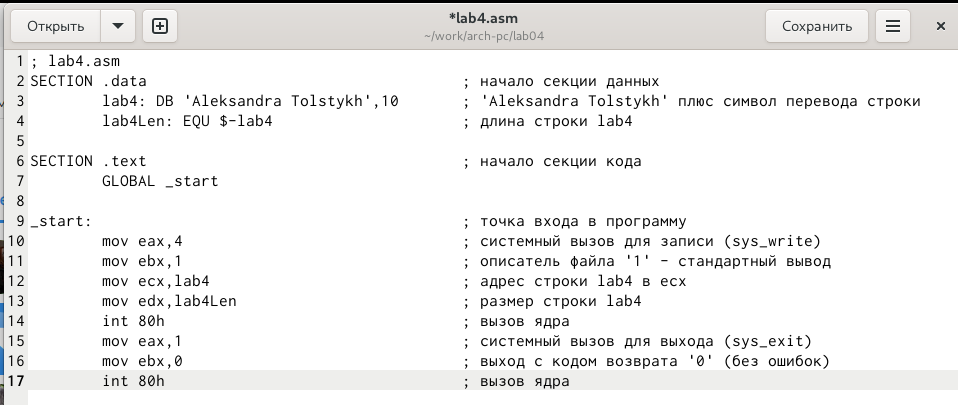 Открыть
*lab4.asm
~/work/arch-pc/lab04
Сохранить
1 ; lab4.asm
2 SECTION .data ; начало секции данных
3 lab4: DB 'Aleksandra Tolstykh',10 ; 'Aleksandra Tolstykh' плюс символ перевода строки
4 lab4Len: EQU $-lab4 ; длина строки lab4
5
6 SECTION .text ; начало секции кода
7 GLOBAL _start
8
9 _start: ; точка входа в программу
10 mov eax,4 ; системный вызов для записи (sys_write)
11 mov ebx,1 ; описатель файла '1' - стандартный вывод
12 mov ecx,lab4 ; адрес строки lab4 в ecx
13 mov edx,lab4Len ; размер строки lab4
14 int 80h ; вызов ядра
15 mov eax,1 ; системный вызов для выхода (sys_exit)
16 mov ebx,0 ; выход с кодом возврата '0' (без ошибок)
17 int 80h ; вызов ядра